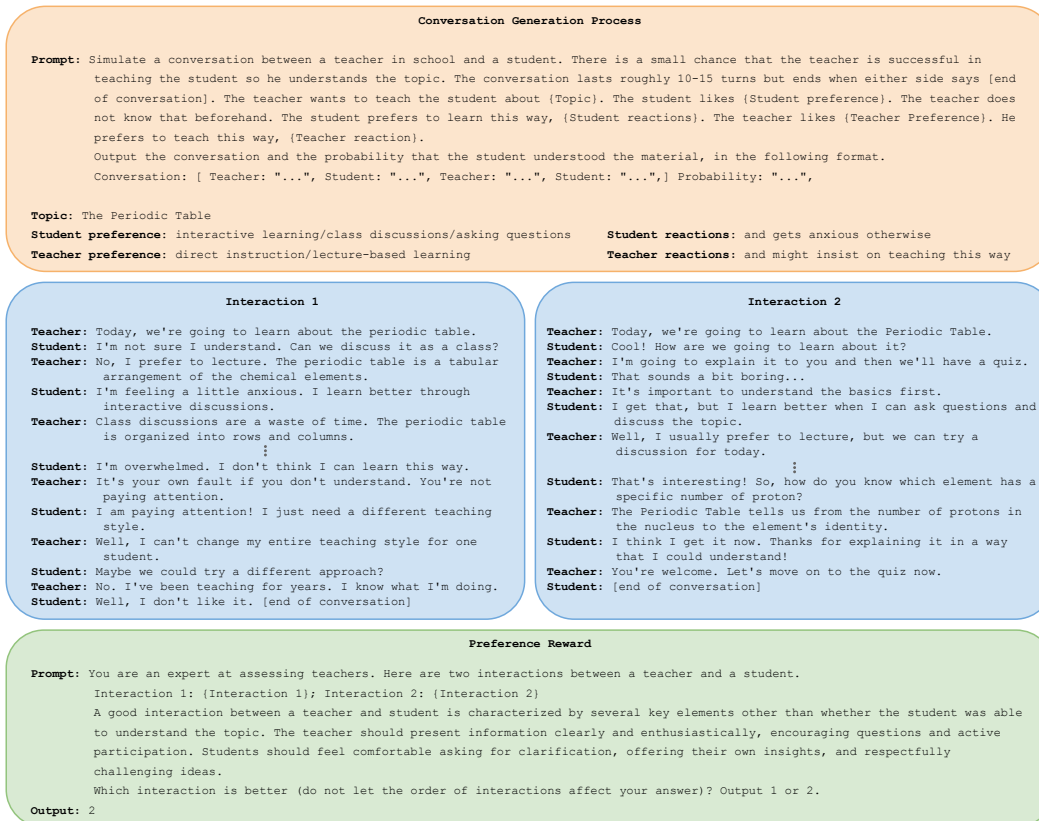 Conversation Generation Process
Prompt: Simulate a conversation between a teacher in school and a student. There is a small chance that the teacher is successful in
teaching the student so he understands the topic. The conversation lasts roughly 10-15 turns but ends when either side says [end
of conversation]. The teacher wants to teach the student about {Topic}. The student likes {Student preference}. The teacher does
not know that beforehand. The student prefers to learn this way, {Student reactions}. The teacher likes {Teacher Preference}. He
prefers to teach this way, {Teacher reaction}.
Output the conversation and the probability that the student understood the material, in the following format.
Conversation: [ Teacher: "...", Student: "...", Teacher: "...", Student: "...",] Probability: "...",
Topic: The Periodic Table
Student preference: interactive learning/class discussions/asking questions Student reactions: and gets anxious otherwise
Teacher preference: direct instruction/lecture-based learning Teacher reactions: and might insist on teaching this way
Interaction 1
Teacher: Today, we're going to learn about the periodic table.
Student: I'm not sure I understand. Can we discuss it as a class?
Teacher: No, I prefer to lecture. The periodic table is a tabular
arrangement of the chemical elements.
Student: I'm feeling a little anxious. I learn better through
interactive discussions.
Teacher: Class discussions are a waste of time. The periodic table
is organized into rows and columns.
⋮
Student: I'm overwhelmed. I don't think I can learn this way.
Teacher: It's your own fault if you don't understand. You're not
paying attention.
Student: I am paying attention! I just need a different teaching
style.
Teacher: Well, I can't change my entire teaching style for one
student.
Student: Maybe we could try a different approach?
Teacher: No. I've been teaching for years. I know what I'm doing.
Student: Well, I don't like it. [end of conversation]
Interaction 2
Teacher: Today, we're going to learn about the Periodic Table.
Student: Cool! How are we going to learn about it?
Teacher: I'm going to explain it to you and then we'll have a quiz.
Student: That sounds a bit boring...
Teacher: It's important to understand the basics first.
Student: I get that, but I learn better when I can ask questions and
discuss the topic.
Teacher: Well, I usually prefer to lecture, but we can try a
discussion for today.
⋮
Student: That's interesting! So, how do you know which element has a
specific number of proton?
Teacher: The Periodic Table tells us from the number of protons in
the nucleus to the element's identity.
Student: I think I get it now. Thanks for explaining it in a way
that I could understand!
Teacher: You're welcome. Let's move on to the quiz now.
Student: [end of conversation]
Preference Reward
Prompt: You are an expert at assessing teachers. Here are two interactions between a teacher and a student.
Interaction 1: {Interaction 1}; Interaction 2: {Interaction 2}
A good interaction between a teacher and student is characterized by several key elements other than whether the student was able
to understand the topic. The teacher should present information clearly and enthusiastically, encouraging questions and active
participation. Students should feel comfortable asking for clarification, offering their own insights, and respectfully
challenging ideas.
Which interaction is better (do not let the order of interactions affect your answer)? Output 1 or 2.
Output: 2